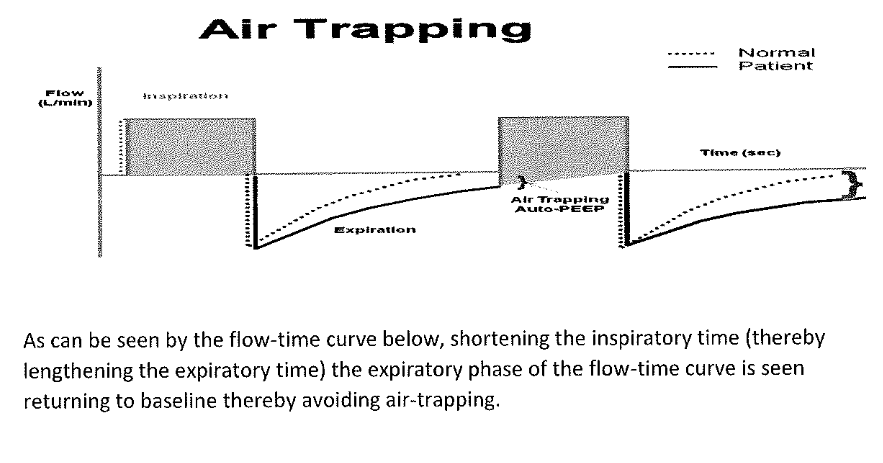 Air Trapping
Normal
Patient
Flow
(L/min)
Inspiration
Time (sec)
Air Trapping
Auto-PEEP
Expiration
As can be seen by the flow-time curve below, shortening the inspiratory time (thereby
lengthening the expiratory time) the expiratory phase of the flow-time curve is seen
returning to baseline thereby avoiding air-trapping.